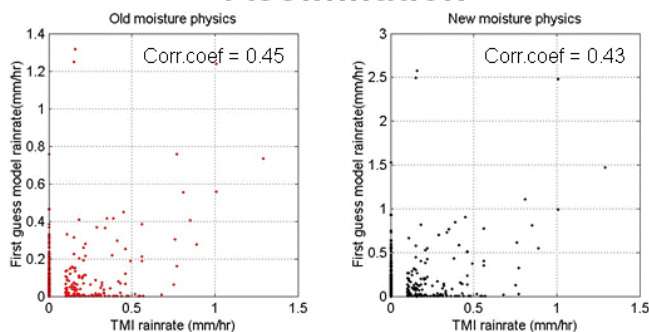 Old moisture physics
New moisture physics
Corr.coef = 0.45
Corr.coef = 0.43
First guess model rainrate(mm/hr)
1.4
1.2
1
0.8
0.6
0.4
0.2
0
0
0.5
1
1.5
TMI rainrate (mm/hr)
First guess model rainrate(mm/hr)
3
2.5
2
1.5
1
0.5
0
0
0.5
1
1.5
TMI rainrate (mm/hr)